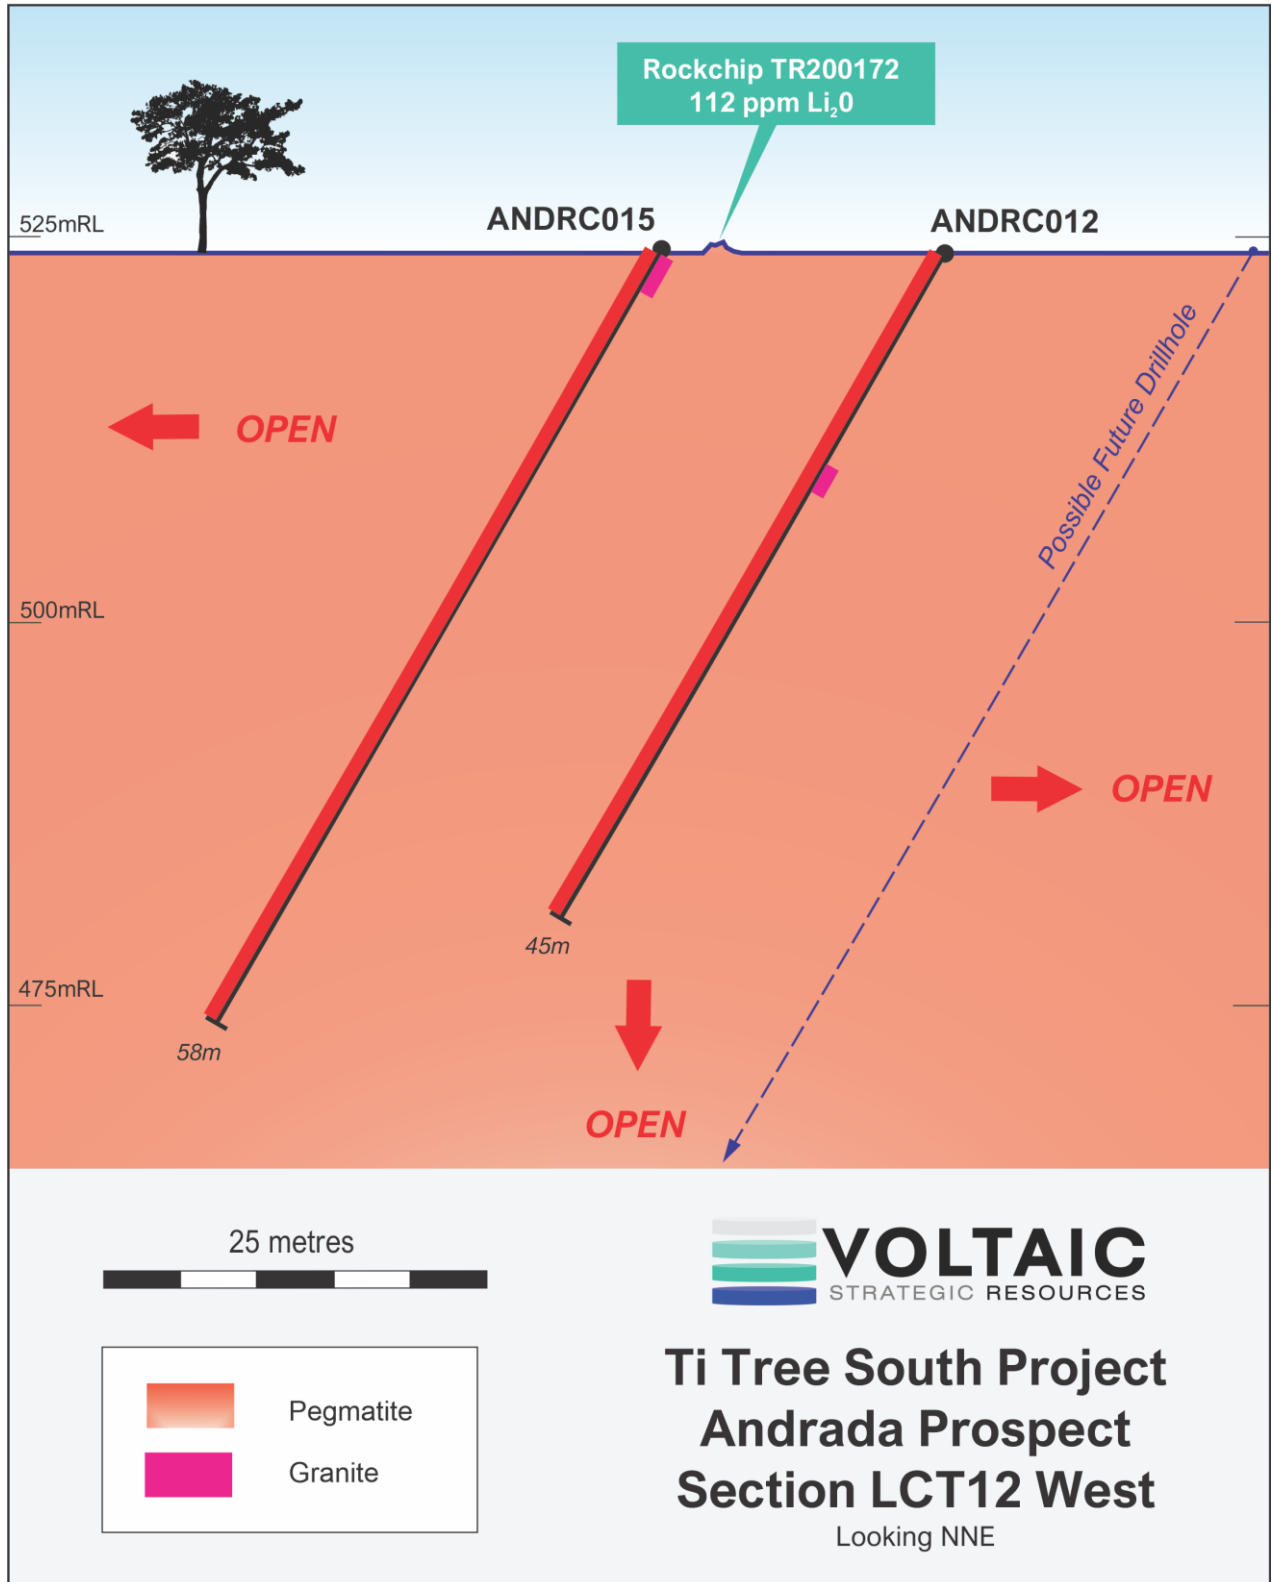 Rockchip TR200172
112 ppm Li₂0
525mRL
ANDRC015
ANDRC012
Possible Future Drillhole
OPEN
500mRL
OPEN
45m
475mRL
58m
OPEN
25 metres
VOLTAIC
STRATEGIC RESOURCES
Pegmatite
Granite
Ti Tree South Project
Andrada Prospect
Section LCT12 West
Looking NNE